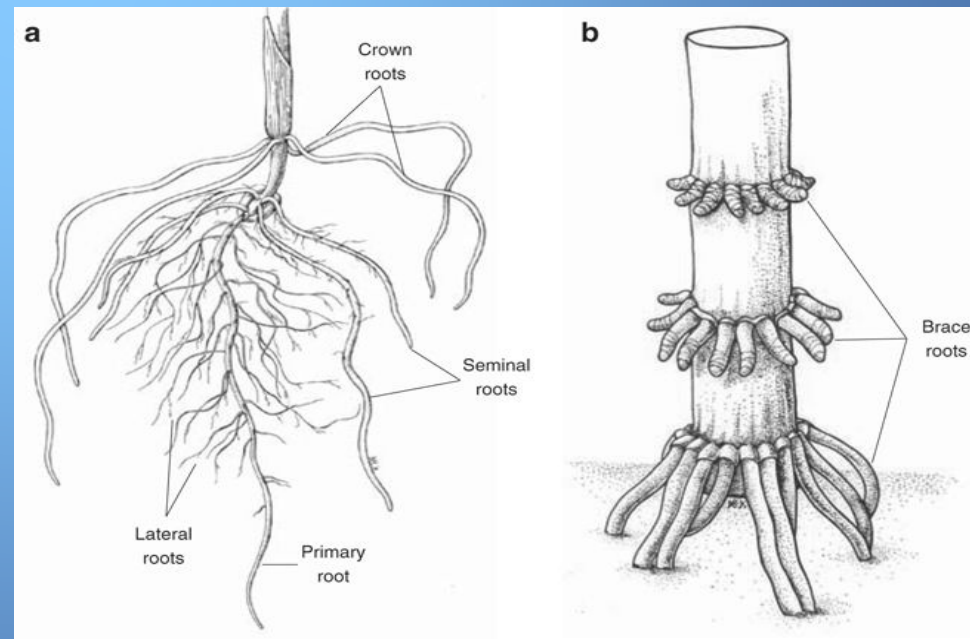 a
Crown
roots
Seminal
roots
Lateral
roots
Primary
root
b
Brace
roots